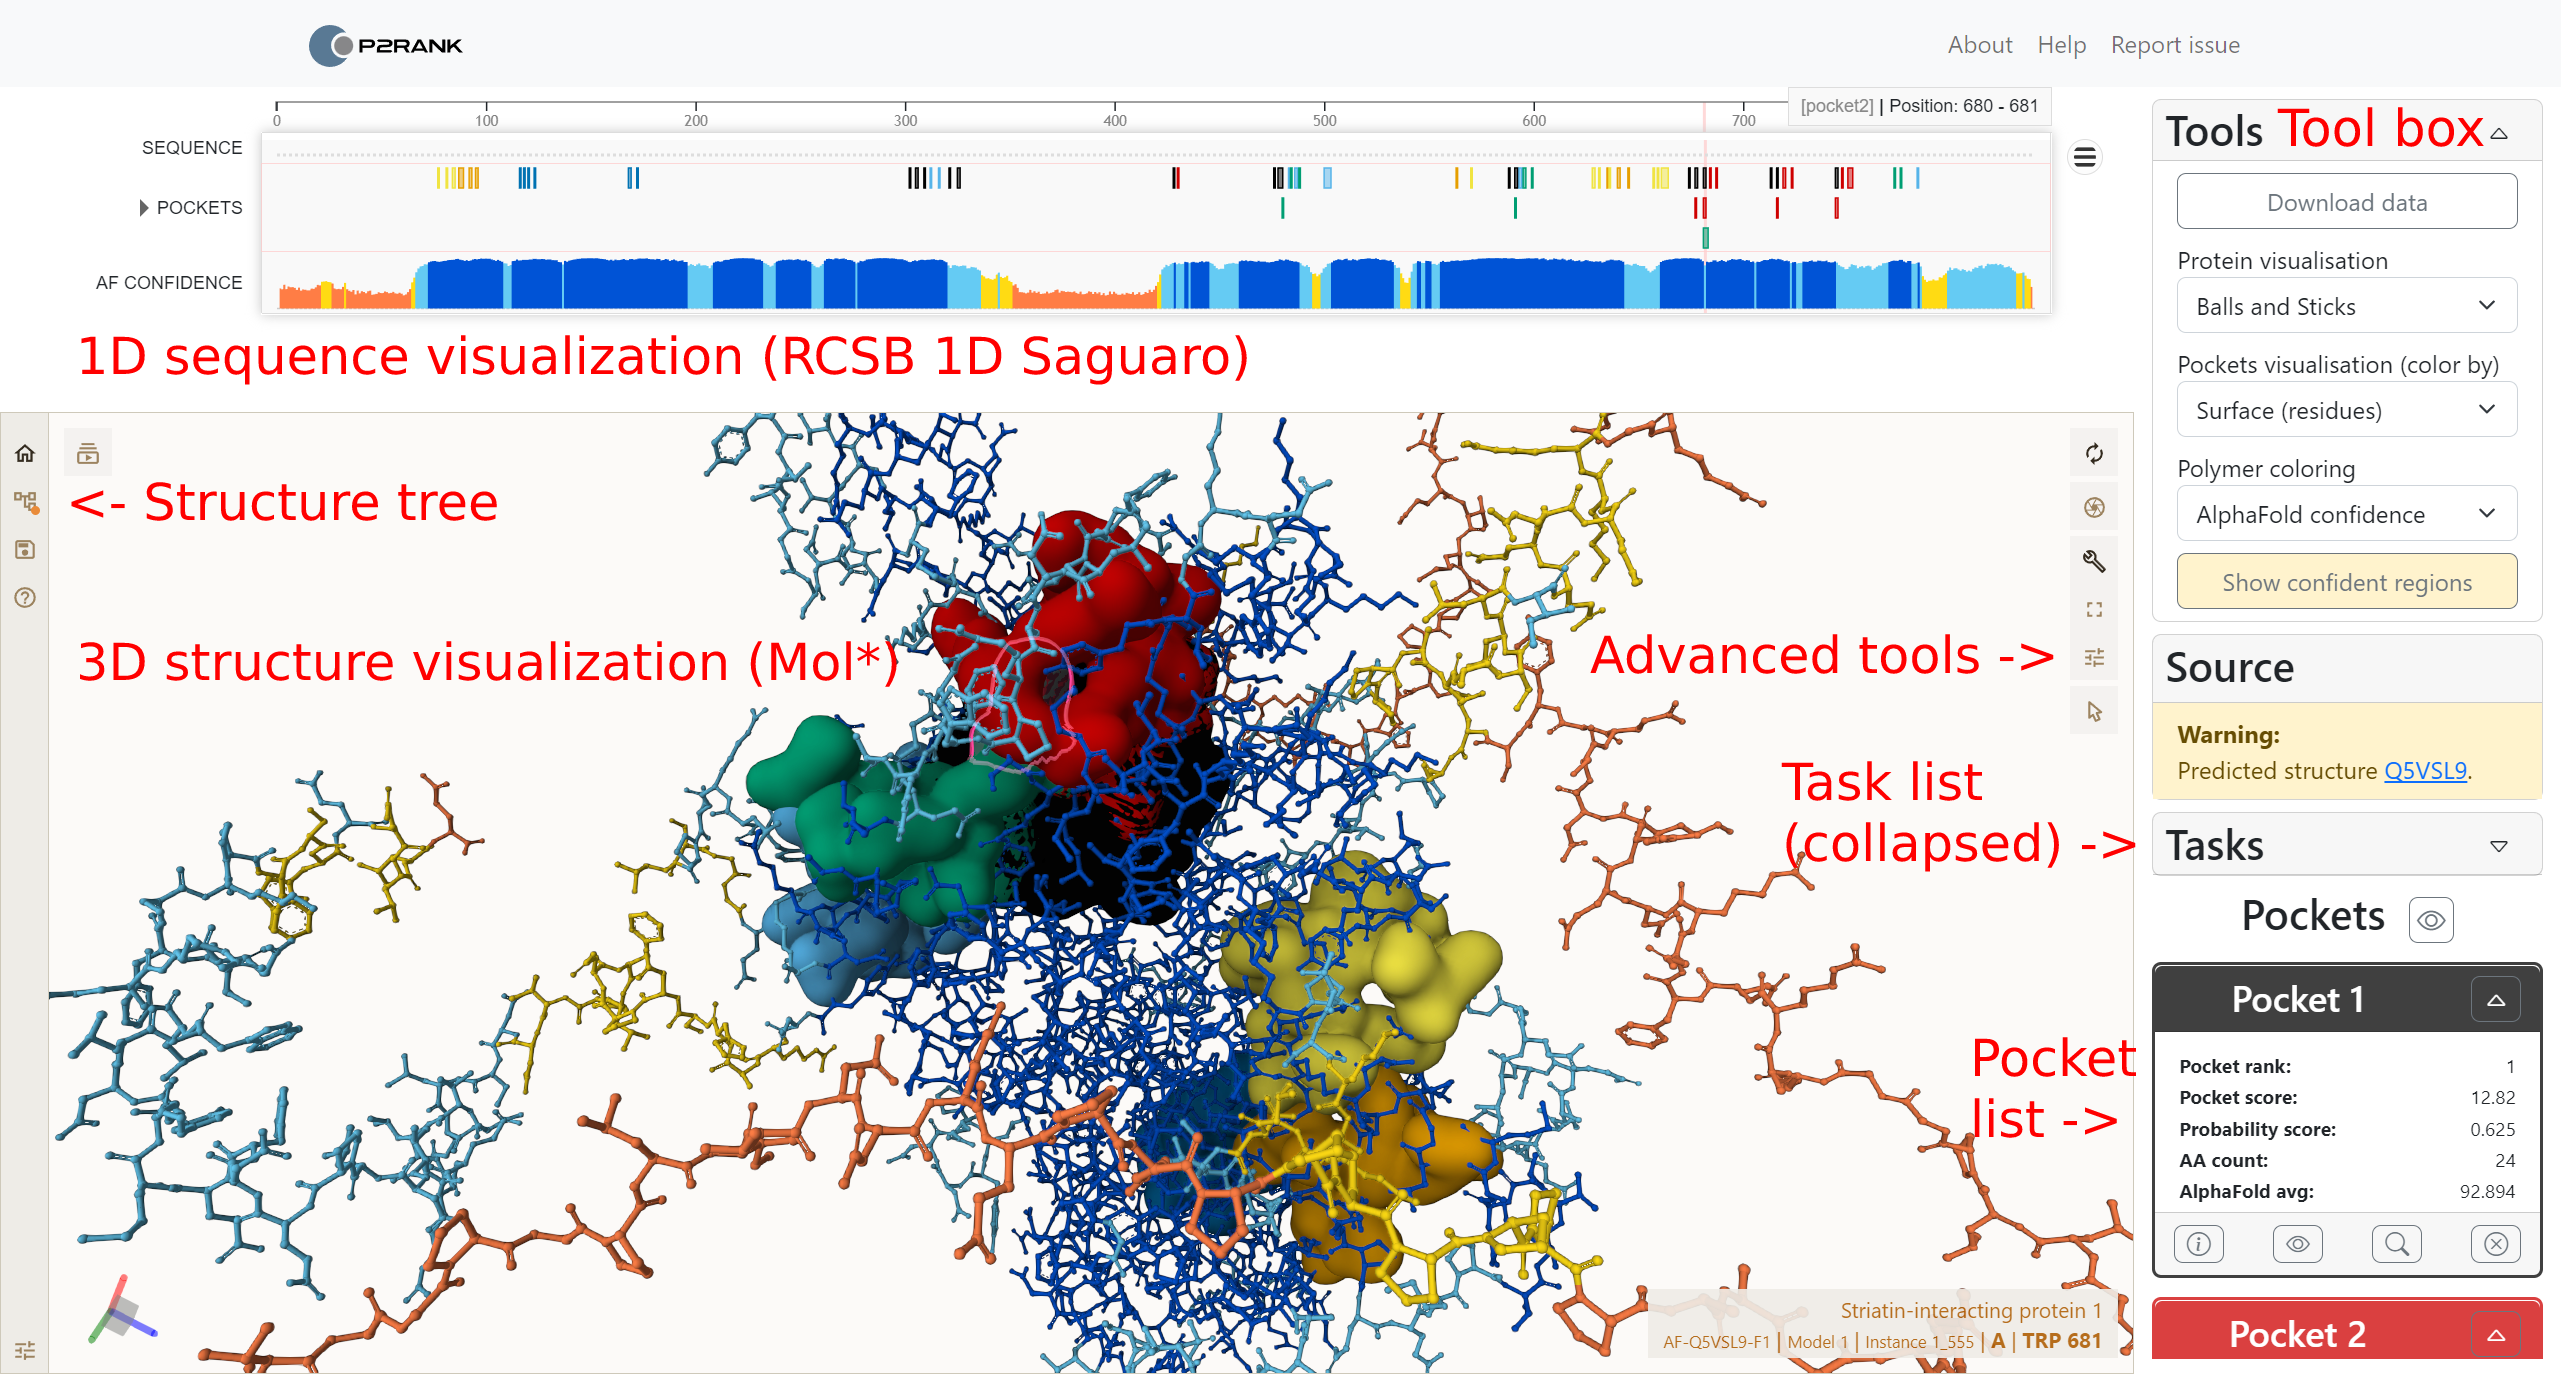 P2RANK
About Help Report issue
[pocket2] | Position: 680 - 681
0 100 200 300 400 500 600 700
SEQUENCE
POCKETS
AF CONFIDENCE
1D sequence visualization (RCSB 1D Saguaro)
<- Structure tree
3D structure visualization (Mol*)
Advanced tools ->
Task list
(collapsed) ->
Pocket
list ->
Striatin-interacting protein 1
AF-Q5VSL9-F1 | Model 1 | Instance 1_555 | A | TRP 681
Tools Tool box
Download data
Protein visualisation
Balls and Sticks
Pockets visualisation (color by)
Surface (residues)
Polymer coloring
AlphaFold confidence
Show confident regions
Source
Warning:
Predicted structure Q5VSL9.
Tasks
Pockets
Pocket 1
Pocket rank: 1
Pocket score: 12.82
Probability score: 0.625
AA count: 24
AlphaFold avg: 92.894
Pocket 2